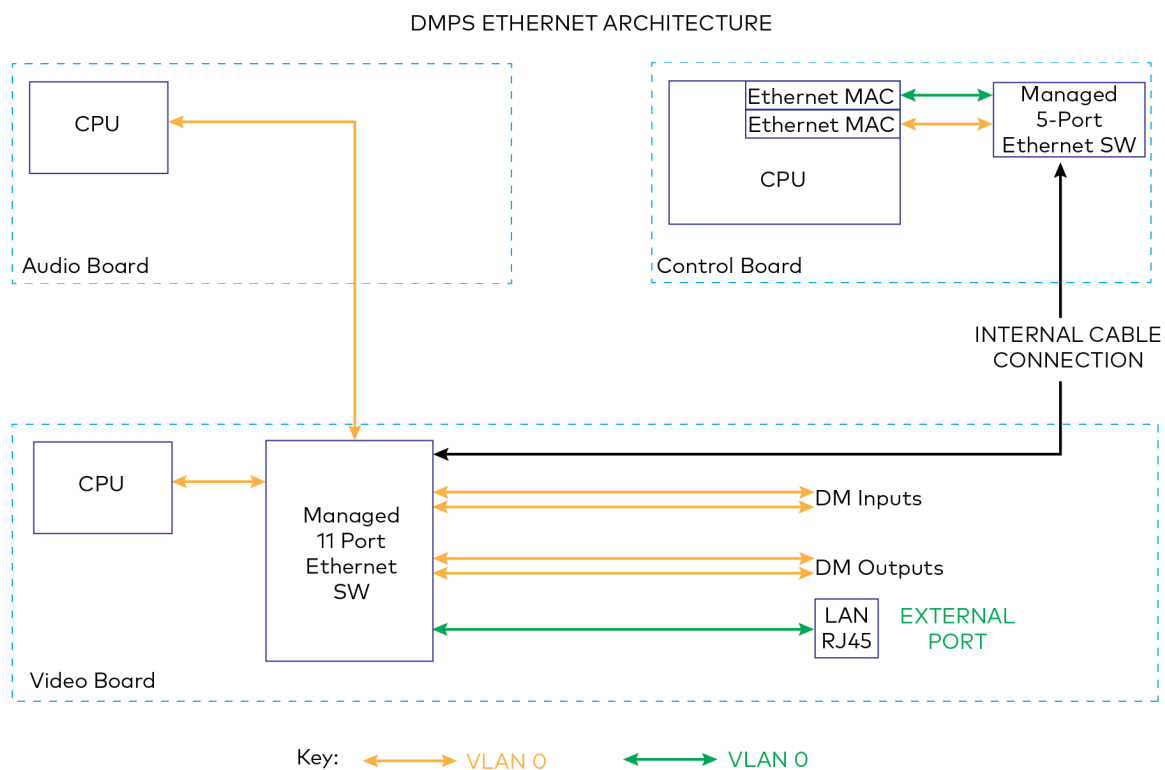 DMPS ETHERNET ARCHITECTURE
CPU
Audio Board
Ethernet MAC
Ethernet MAC
CPU
Managed
5-Port
Ethernet SW
Control Board
INTERNAL CABLE
CONNECTION
CPU
Managed
11 Port
Ethernet
SW
DM Inputs
DM Outputs
LAN
RJ45
EXTERNAL
PORT
Video Board
Key:
VLAN 0
VLAN 0